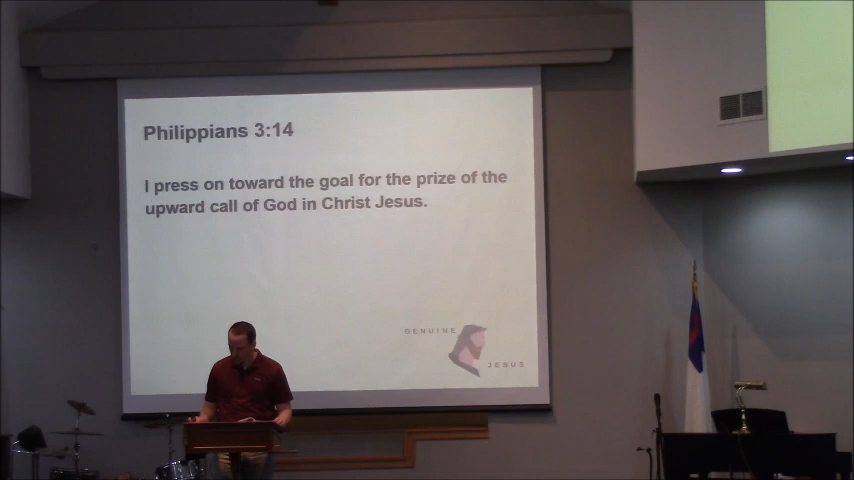 Philippians 3:14
I press on toward the goal for the prize of the
upward call of God in Christ Jesus.
GENUINE
JESUS